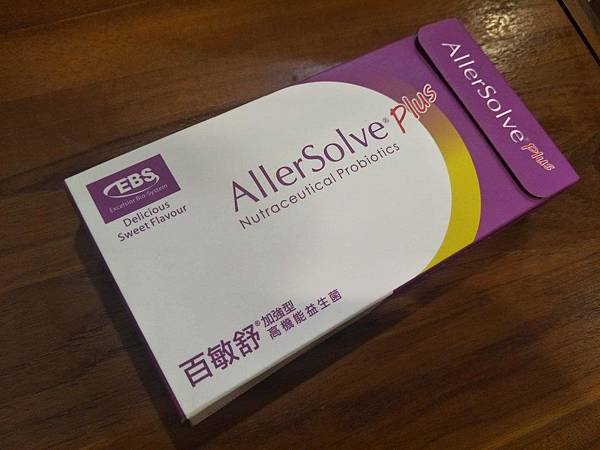 EBS
Excelsior Bio-System
Delicious
Sweet Flavour
AllerSolve® Plus
Nutraceutical Probiotics
百敏舒® 加強型
高機能益生菌
AllerSolve® Plus